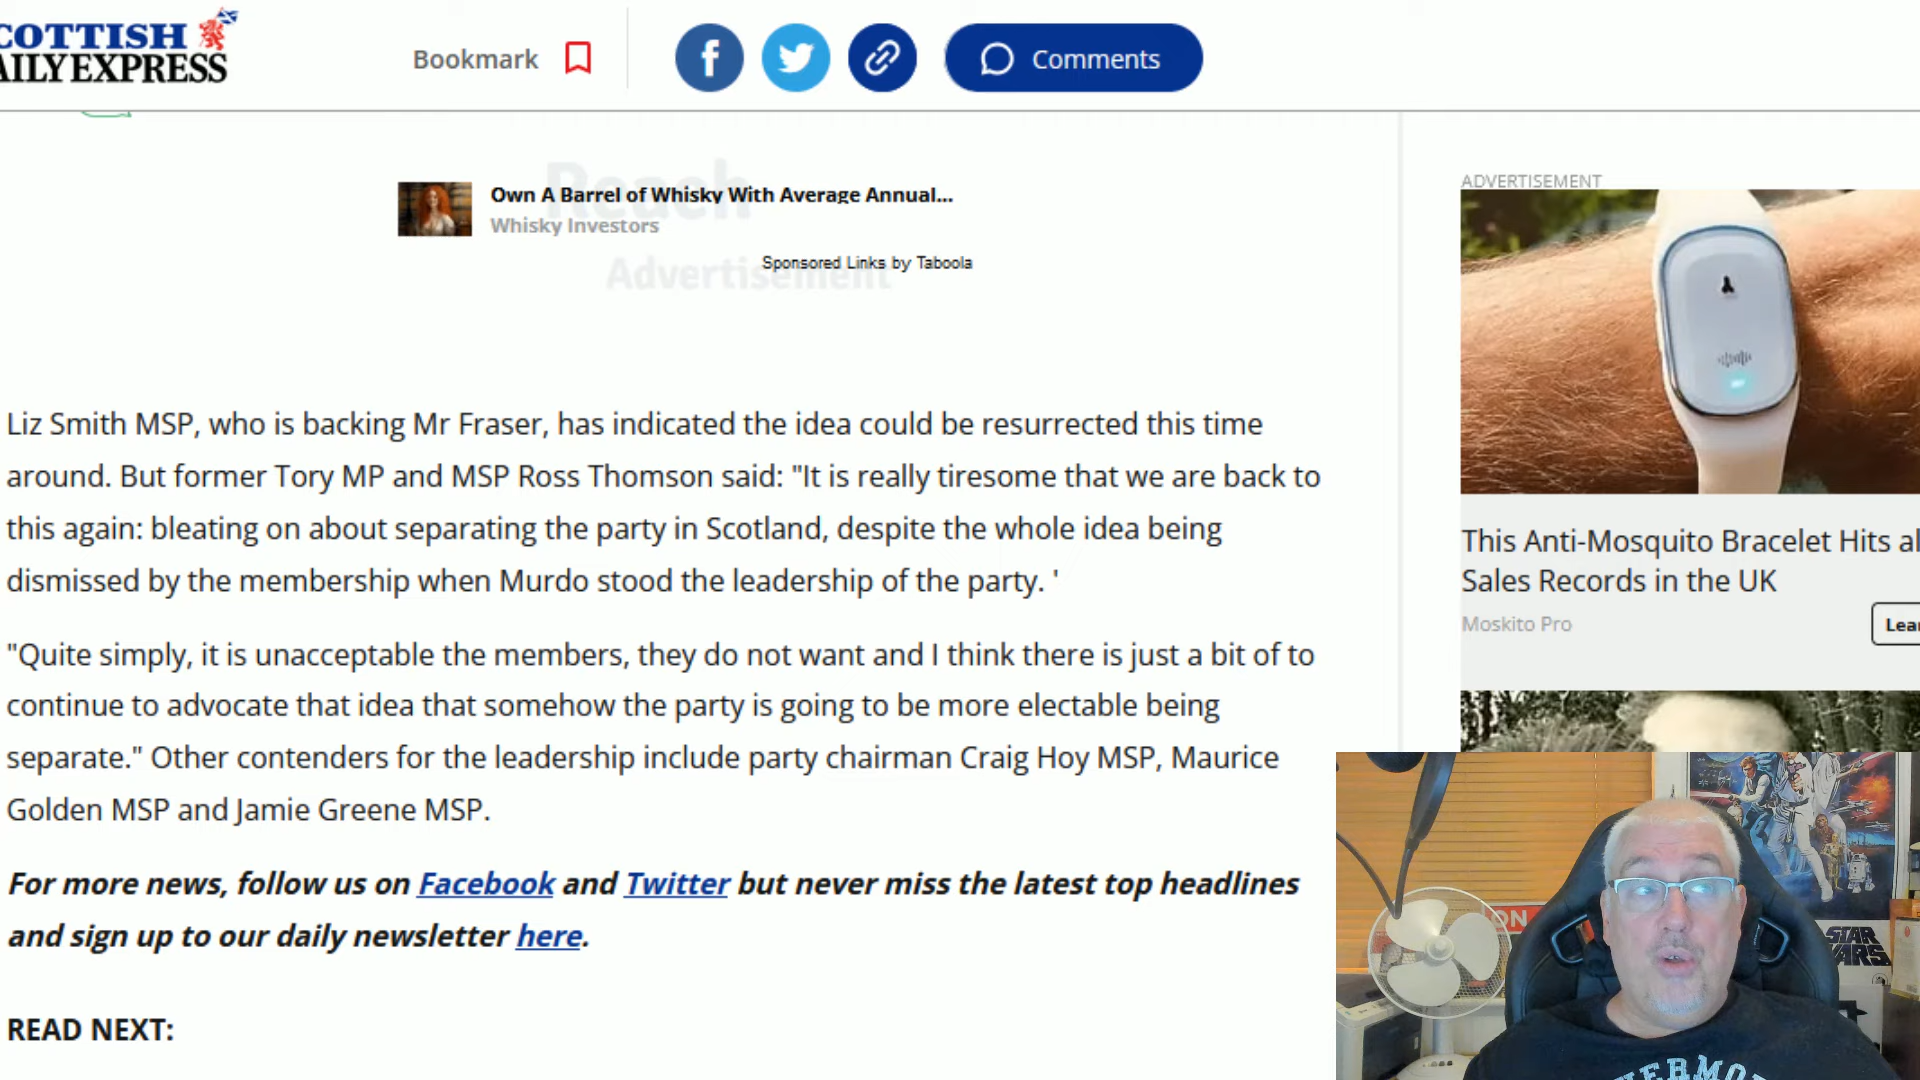 COTTISH
AILY EXPRESS
Bookmark
Comments
Reach
Own A Barrel of Whisky With Average Annual...
Whisky Investors
Advertisement
Sponsored Links by Taboola
ADVERTISEMENT
This Anti-Mosquito Bracelet Hits al
Sales Records in the UK
Moskito Pro
Lear
Liz Smith MSP, who is backing Mr Fraser, has indicated the idea could be resurrected this time
around. But former Tory MP and MSP Ross Thomson said: "It is really tiresome that we are back to
this again: bleating on about separating the party in Scotland, despite the whole idea being
dismissed by the membership when Murdo stood the leadership of the party. '
"Quite simply, it is unacceptable the members, they do not want and I think there is just a bit of to
continue to advocate that idea that somehow the party is going to be more electable being
separate." Other contenders for the leadership include party chairman Craig Hoy MSP, Maurice
Golden MSP and Jamie Greene MSP.
For more news, follow us on Facebook and Twitter but never miss the latest top headlines
and sign up to our daily newsletter here.
READ NEXT:
ON
STAR
WARS